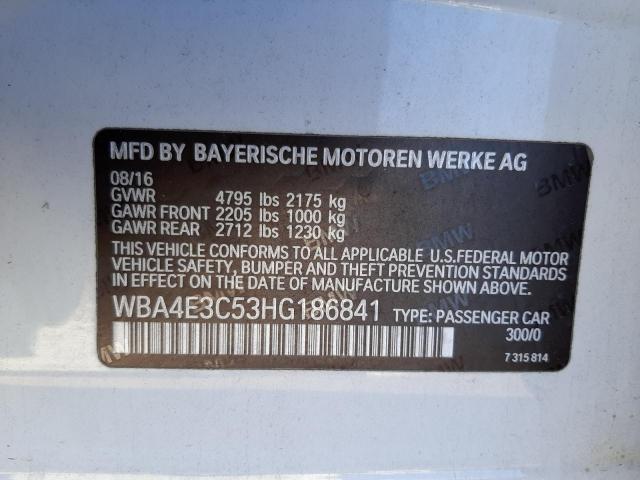 MFD BY BAYERISCHE MOTOREN WERKE AG
08/16
GVWR 4795 lbs 2175 kg
GAWR FRONT 2205 lbs 1000 kg
GAWR REAR 2712 lbs 1230 kg
THIS VEHICLE CONFORMS TO ALL APPLICABLE U.S.FEDERAL MOTOR
VEHICLE SAFETY, BUMPER AND THEFT PREVENTION STANDARDS
IN EFFECT ON THE DATE OF MANUFACTURE SHOWN ABOVE.
WBA4E3C53HG186841 TYPE: PASSENGER CAR
300/0
7 315 814